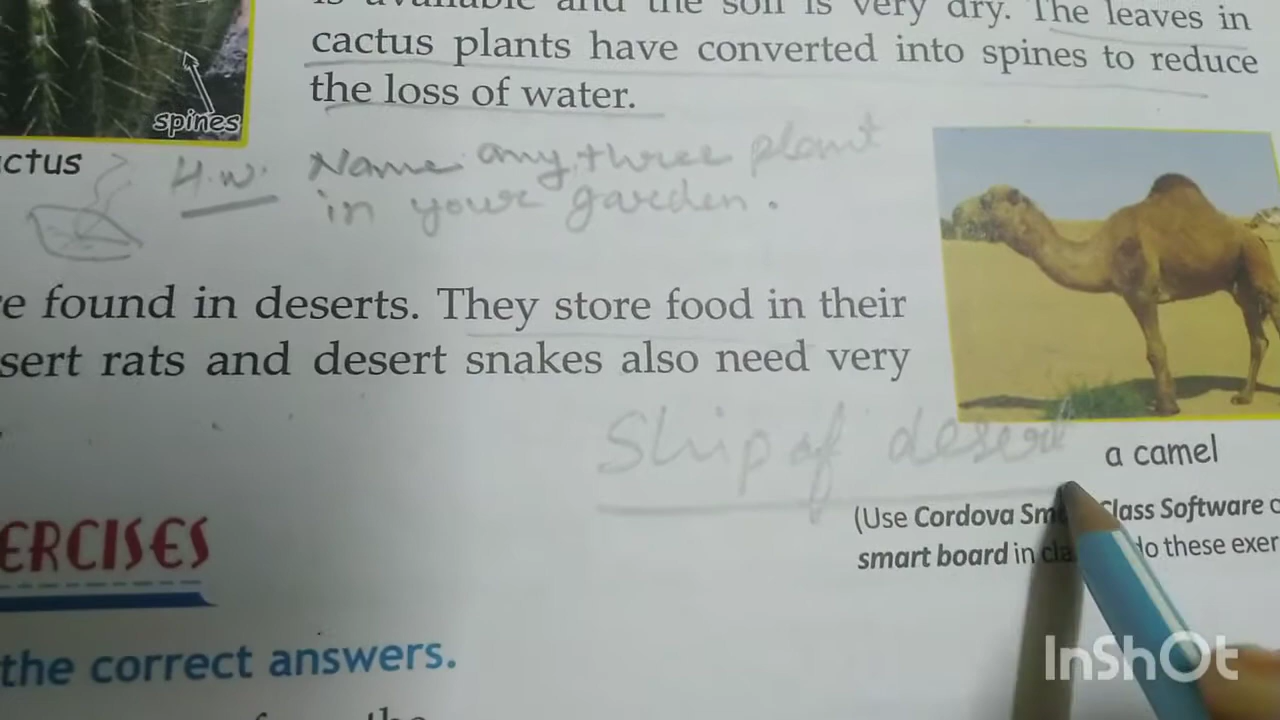 is available and the soil is very dry. The leaves in
cactus plants have converted into spines to reduce
the loss of water.
spines
ctus
H.W. Name any three plant
in your garden.
e found in deserts. They store food in their
sert rats and desert snakes also need very
Ship of desert
a camel
(Use Cordova Sm Class Software
smart board in cla do these exer
ERCISES
the correct answers.
the
InShOt